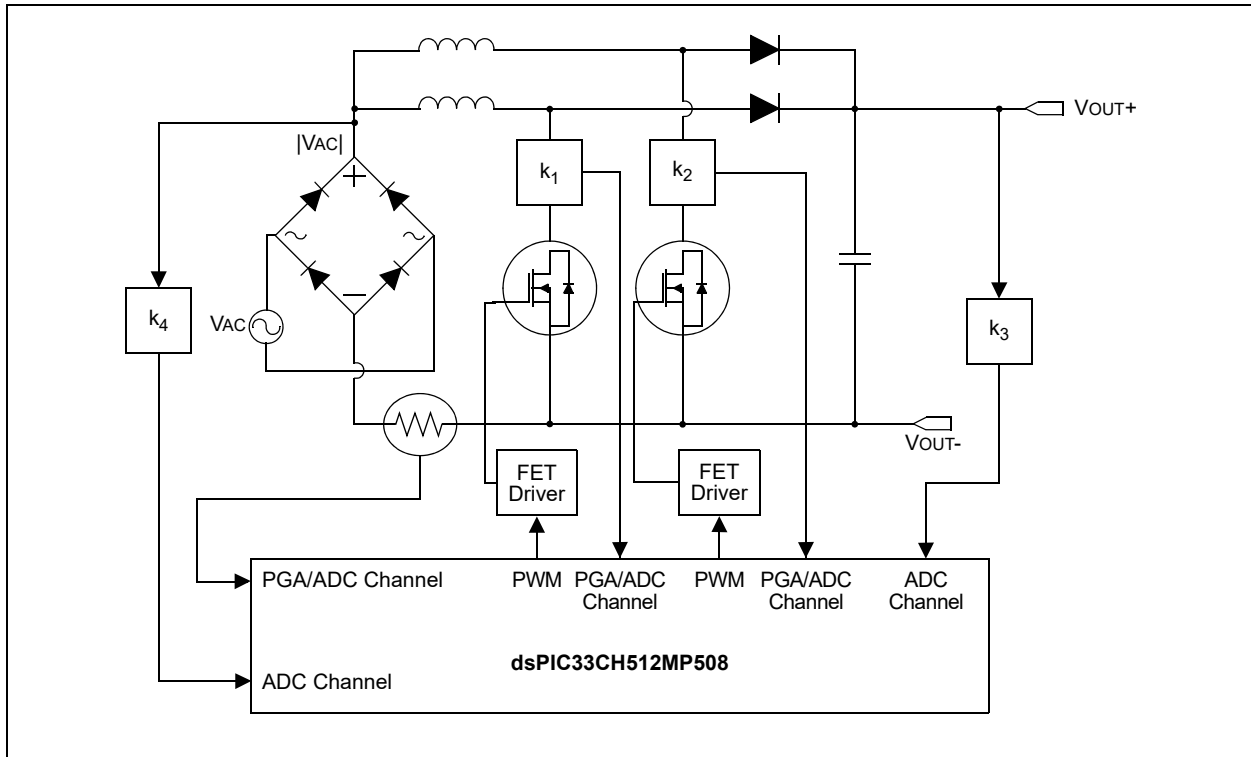 VOUT+
|VAC|
+
k1
k2
k4
VAC
k3
−
VOUT-
FET
Driver
FET
Driver
PGA/ADC Channel
PWM
PGA/ADC
Channel
PWM
PGA/ADC
Channel
ADC
Channel
dsPIC33CH512MP508
ADC Channel